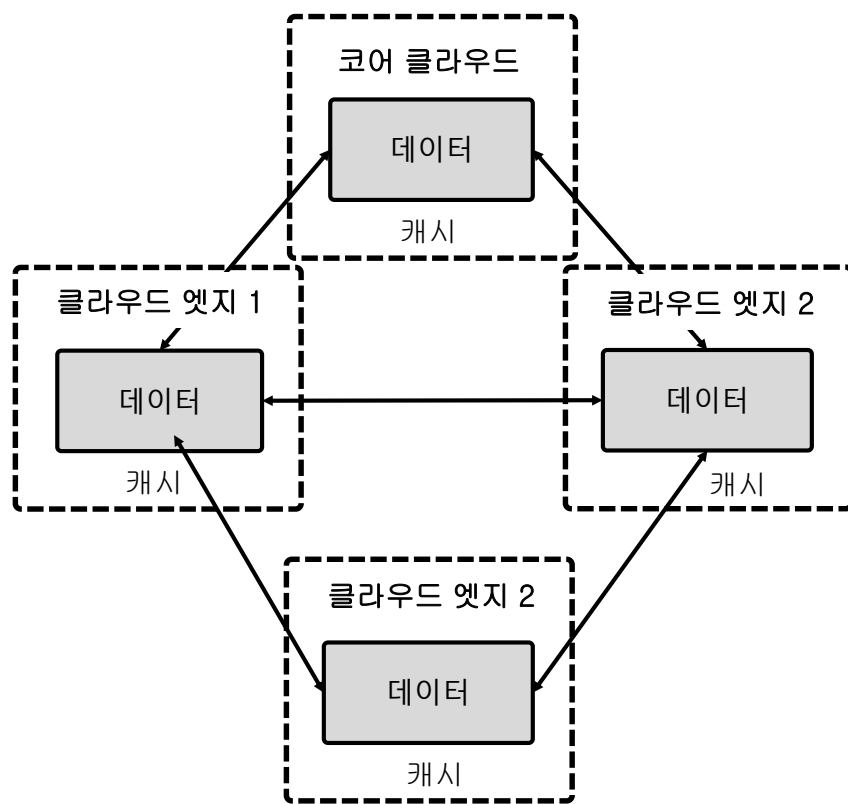 코어 클라우드
데이터
캐시
클라우드 엣지 1
데이터
캐시
클라우드 엣지 2
데이터
캐시
클라우드 엣지 2
데이터
캐시